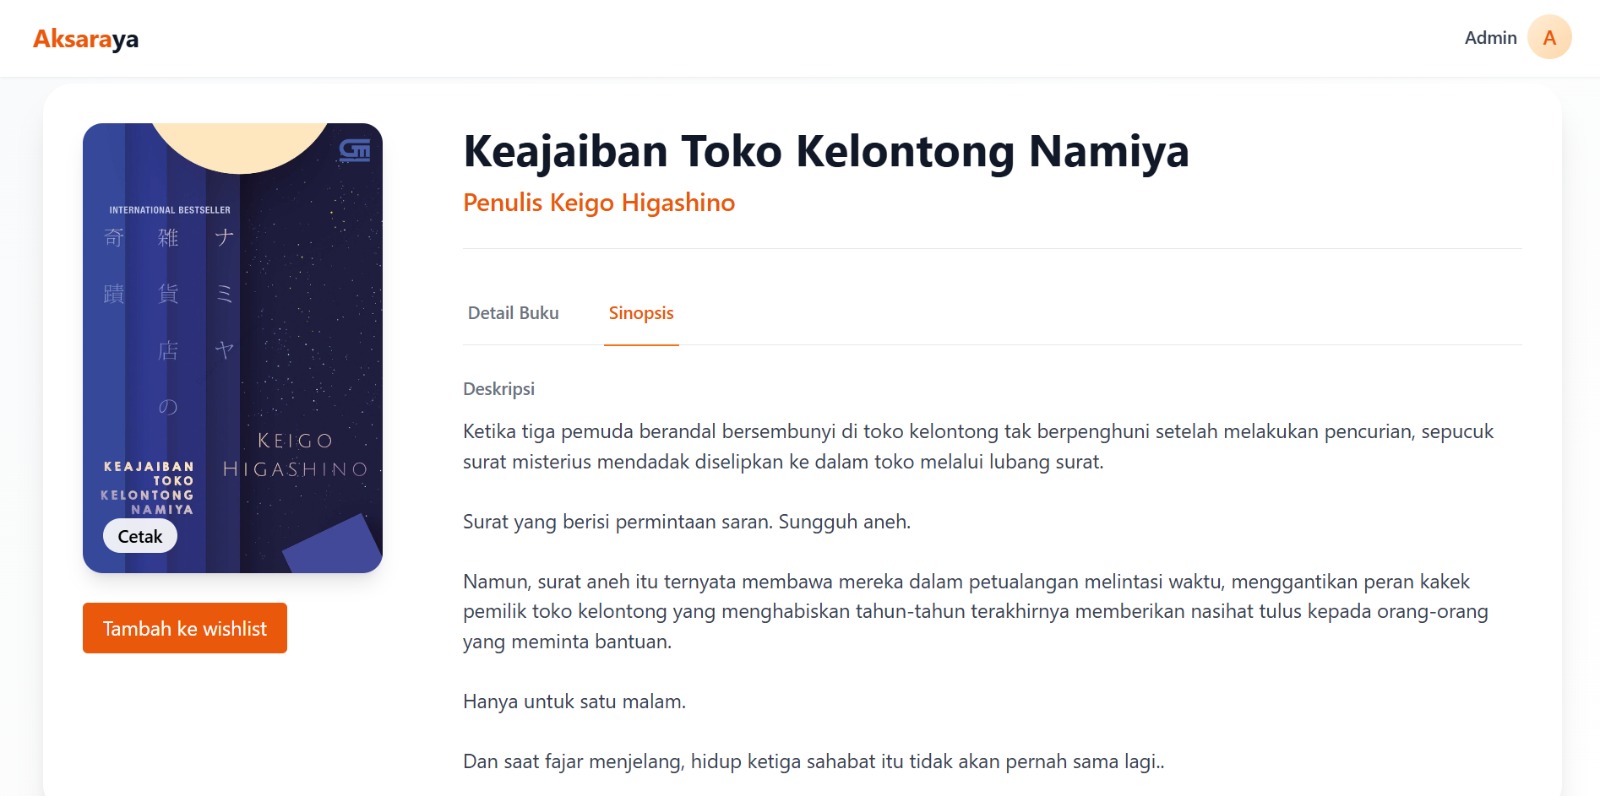 Aksaraya
Admin
A
GM
INTERNATIONAL BESTSELLER
奇蹟
雑貨店の
ナミヤ
KEIGO
HIGASHINO
KEAJAIBAN
TOKO
KELONTONG
NAMIYA
Cetak
Tambah ke wishlist
Keajaiban Toko Kelontong Namiya
Penulis Keigo Higashino
Detail Buku
Sinopsis
Deskripsi
Ketika tiga pemuda berandal bersembunyi di toko kelontong tak berpenghuni setelah melakukan pencurian, sepucuk
surat misterius mendadak diselipkan ke dalam toko melalui lubang surat.
Surat yang berisi permintaan saran. Sungguh aneh.
Namun, surat aneh itu ternyata membawa mereka dalam petualangan melintasi waktu, menggantikan peran kakek
pemilik toko kelontong yang menghabiskan tahun-tahun terakhirnya memberikan nasihat tulus kepada orang-orang
yang meminta bantuan.
Hanya untuk satu malam.
Dan saat fajar menjelang, hidup ketiga sahabat itu tidak akan pernah sama lagi..